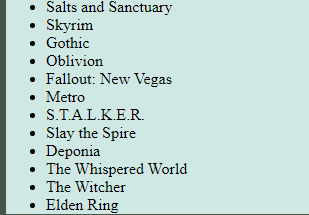 Salts and Sanctuary
Skyrim
Gothic
Oblivion
Fallout: New Vegas
Metro
S.T.A.L.K.E.R.
Slay the Spire
Deponia
The Whispered World
The Witcher
Elden Ring